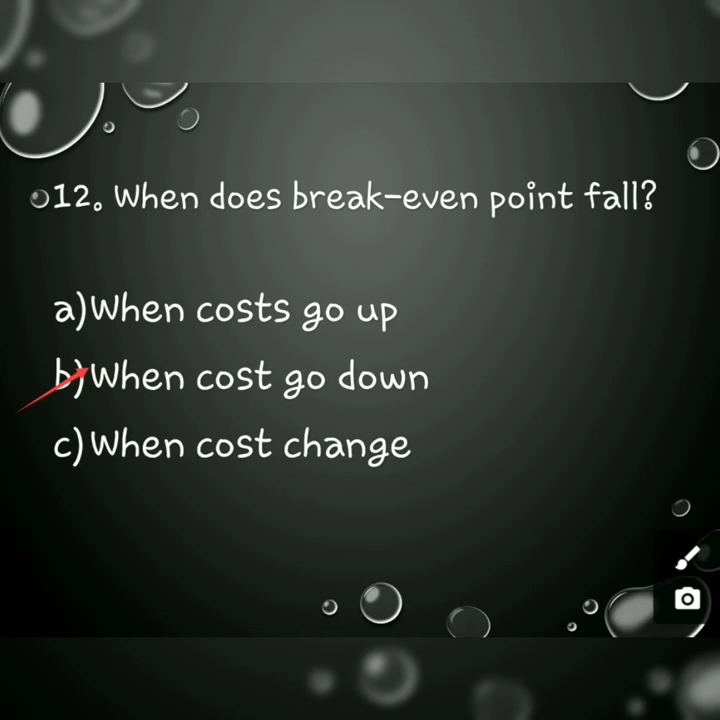 12. When does break-even point fall?
a)When costs go up
b)When cost go down
c)When cost change